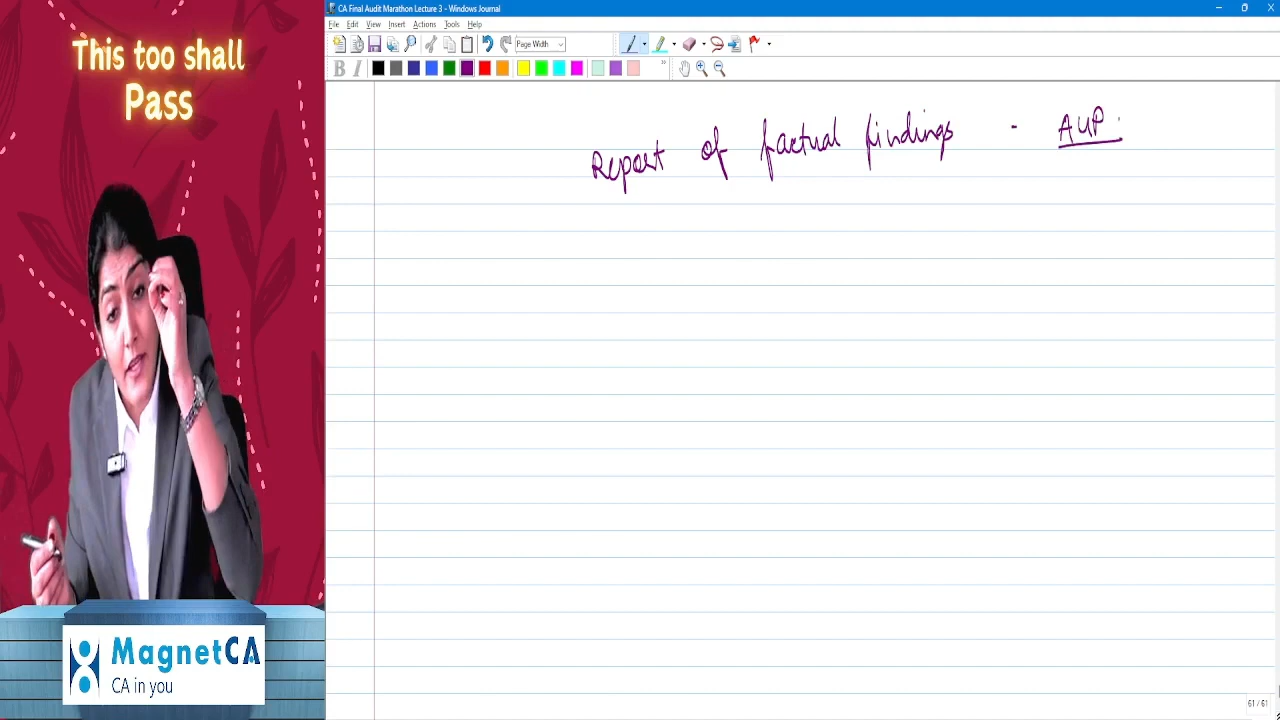 This too shall
Pass
CA Final Audit Marathon Lecture 3 - Windows Journal
File Edit View Insert Actions Tools Help
Page Width
B I
Report of factual findings - AUP
MagnetCA
CA in you
61 / 61